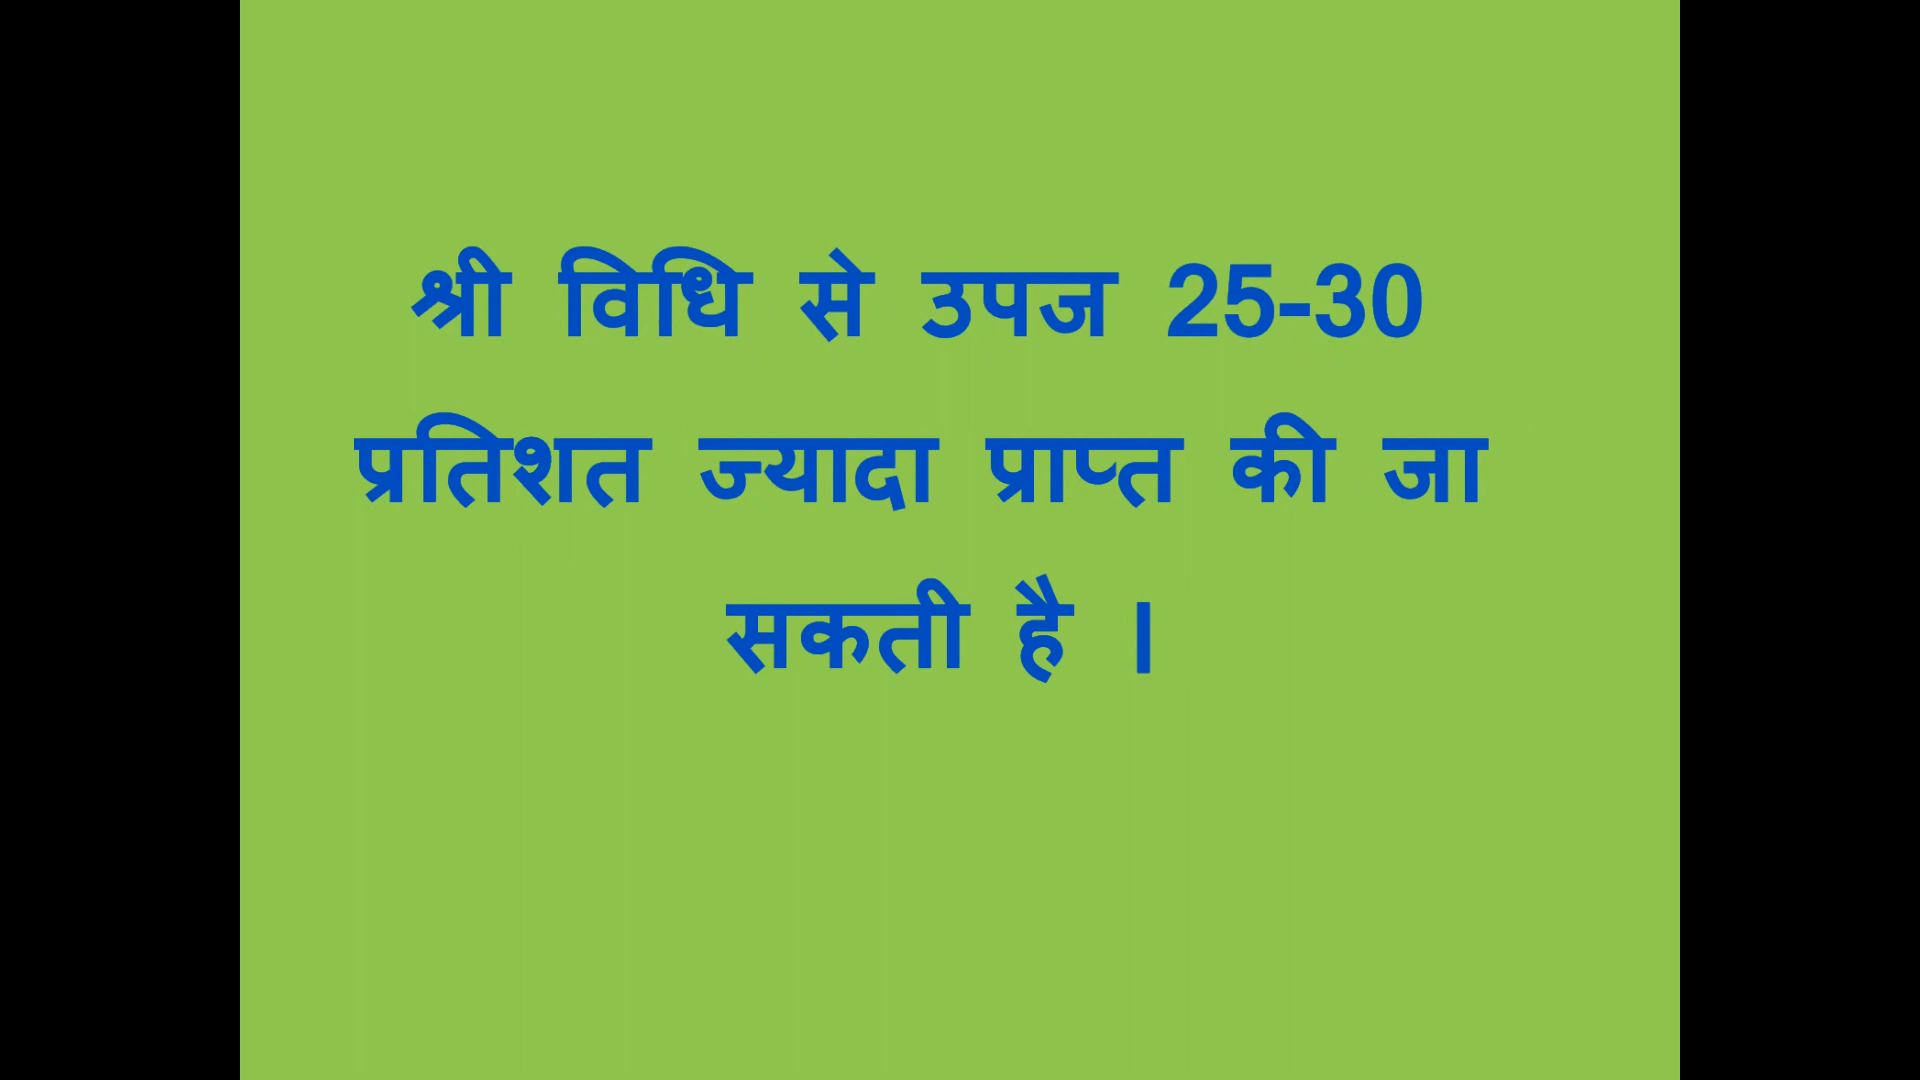 श्री विधि से उपज 25-30
प्रतिशत ज्यादा प्राप्त की जा
सकती है ।